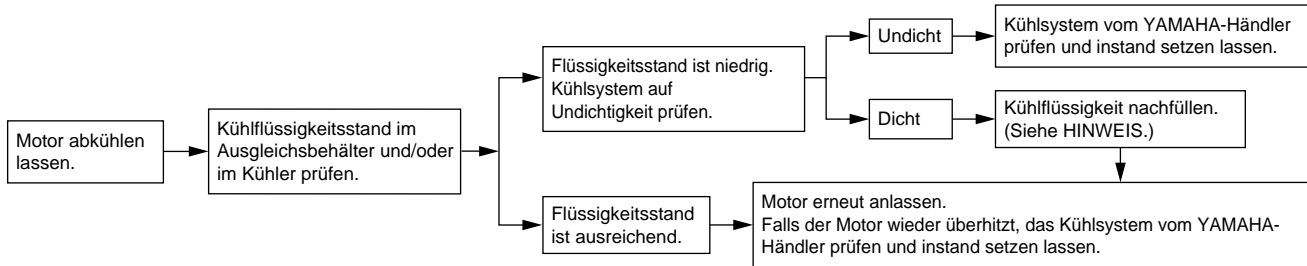 Motor abkühlen
lassen.
Kühlflüssigkeitsstand im
Ausgleichsbehälter und/oder
im Kühler prüfen.
Flüssigkeitsstand ist niedrig.
Kühlsystem auf
Undichtigkeit prüfen.
Undicht
Kühlsystem vom YAMAHA-Händler
prüfen und instand setzen lassen.
Dicht
Kühlflüssigkeit nachfüllen.
(Siehe HINWEIS.)
Flüssigkeitsstand
ist ausreichend.
Motor erneut anlassen.
Falls der Motor wieder überhitzt, das Kühlsystem vom YAMAHA-
Händler prüfen und instand setzen lassen.